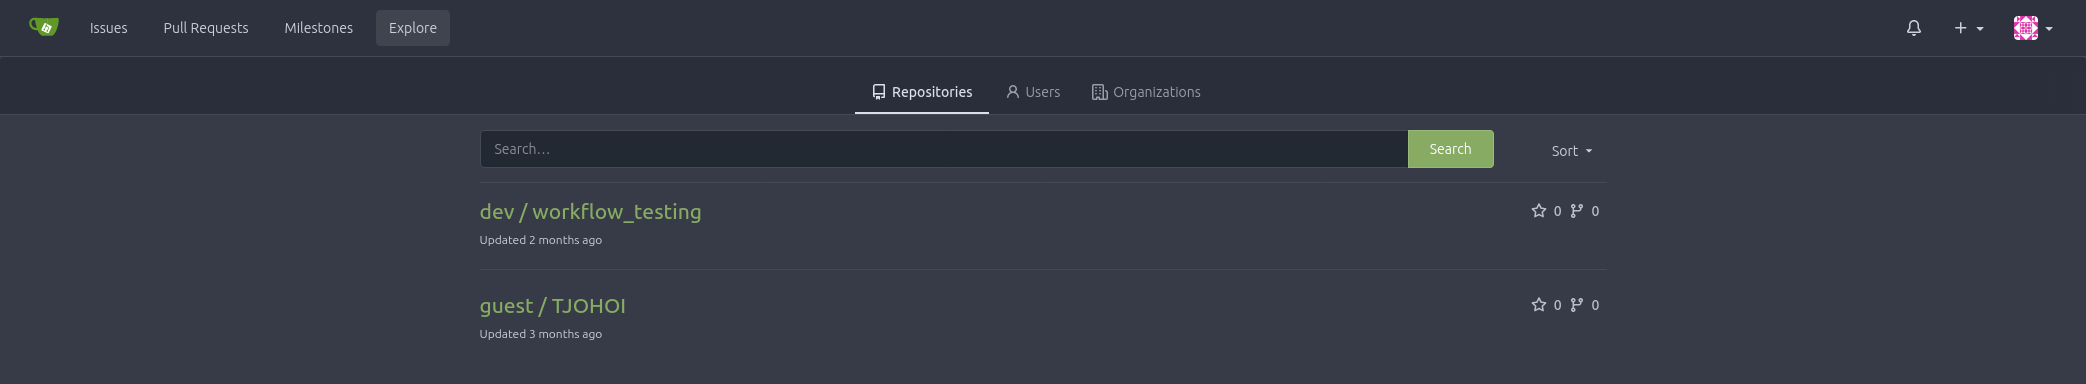 Issues Pull Requests Milestones Explore
Repositories Users Organizations
Search... Search Sort
dev / workflow_testing 0 0
Updated 2 months ago
guest / TJOHOI 0 0
Updated 3 months ago